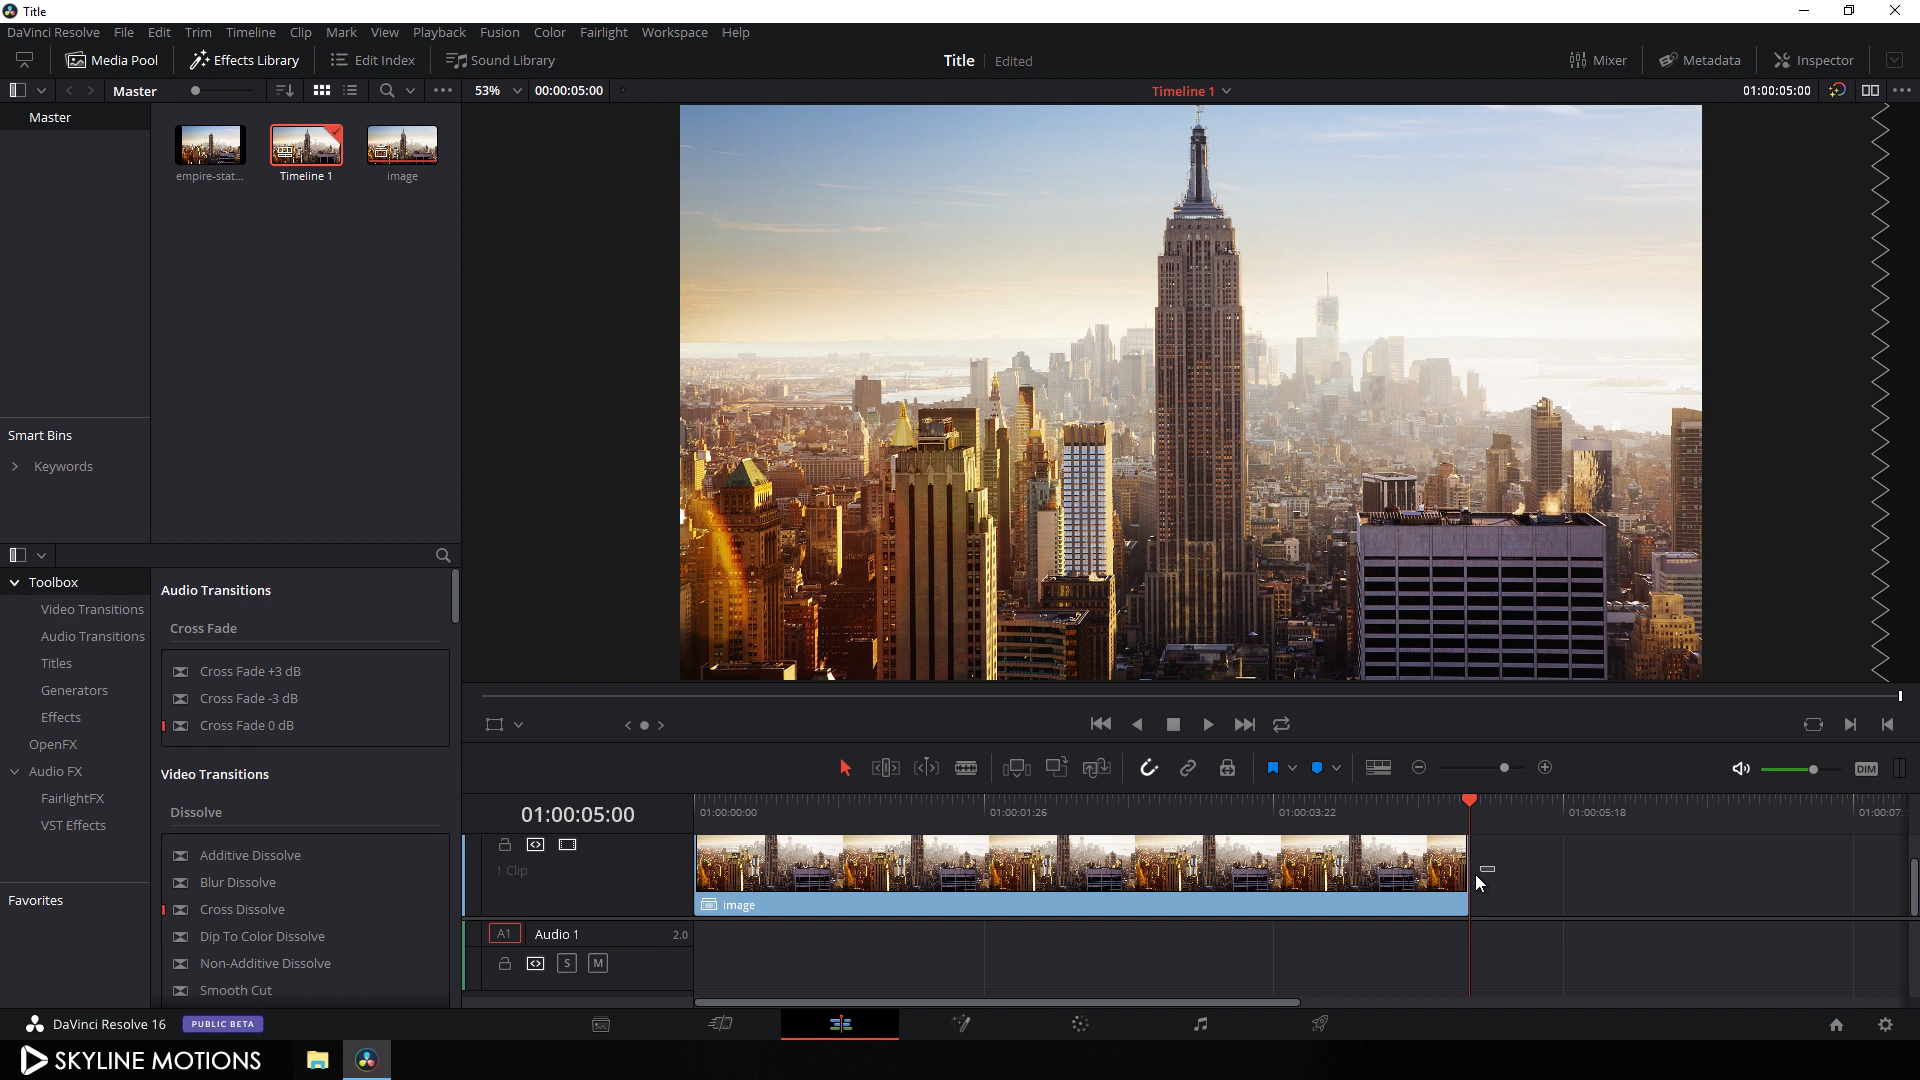 Title
DaVinci Resolve File Edit Trim Timeline Clip Mark View Playback Fusion Color Fairlight Workspace Help
Media Pool Effects Library Edit Index Sound Library Title Edited Mixer Metadata Inspector
Master 53% 00:00:05:00 Timeline 1 01:00:05:00
Master
empire-stat... Timeline 1 image
Smart Bins
Keywords
Toolbox
Video Transitions
Audio Transitions
Titles
Generators
Effects
OpenFX
Audio FX
FairlightFX
VST Effects
Favorites
Audio Transitions
Cross Fade
Cross Fade +3 dB
Cross Fade -3 dB
Cross Fade 0 dB
Video Transitions
Dissolve
Additive Dissolve
Blur Dissolve
Cross Dissolve
Dip To Color Dissolve
Non-Additive Dissolve
Smooth Cut
DIM
01:00:05:00 01:00:00:00 01:00:01:26 01:00:03:22 01:00:05:18 01:00:07:
1 Clip
image
A1 Audio 1 2.0
S M
DaVinci Resolve 16 PUBLIC BETA
SKYLINE MOTIONS